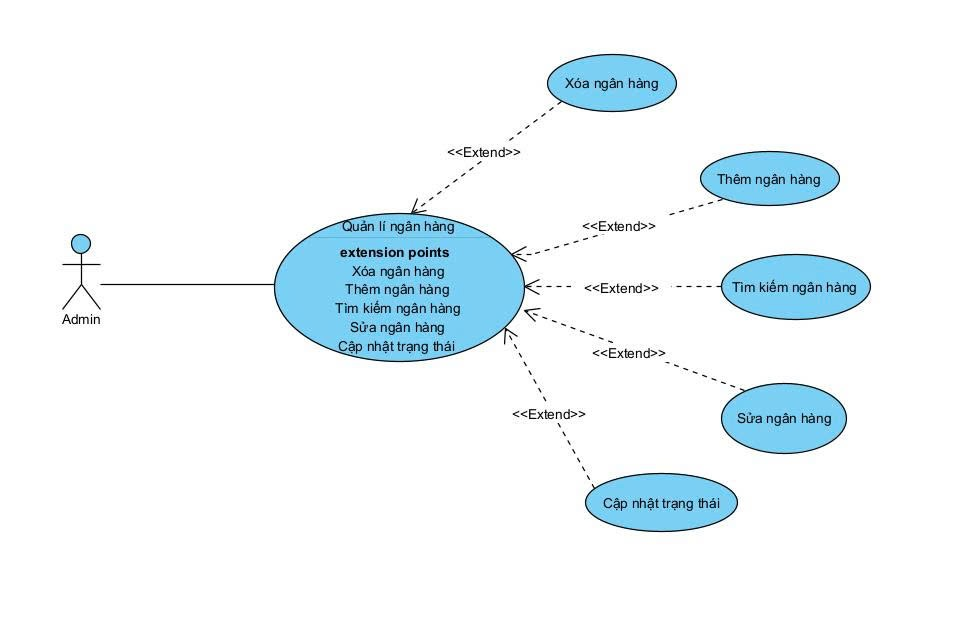 Xóa ngân hàng
<<Extend>>
Thêm ngân hàng
<<Extend>>
Quản lí ngân hàng
extension points
Xóa ngân hàng
Thêm ngân hàng
Tìm kiếm ngân hàng
Sửa ngân hàng
Cập nhật trạng thái
Admin
<<Extend>>
Tìm kiếm ngân hàng
<<Extend>>
Sửa ngân hàng
<<Extend>>
Cập nhật trạng thái